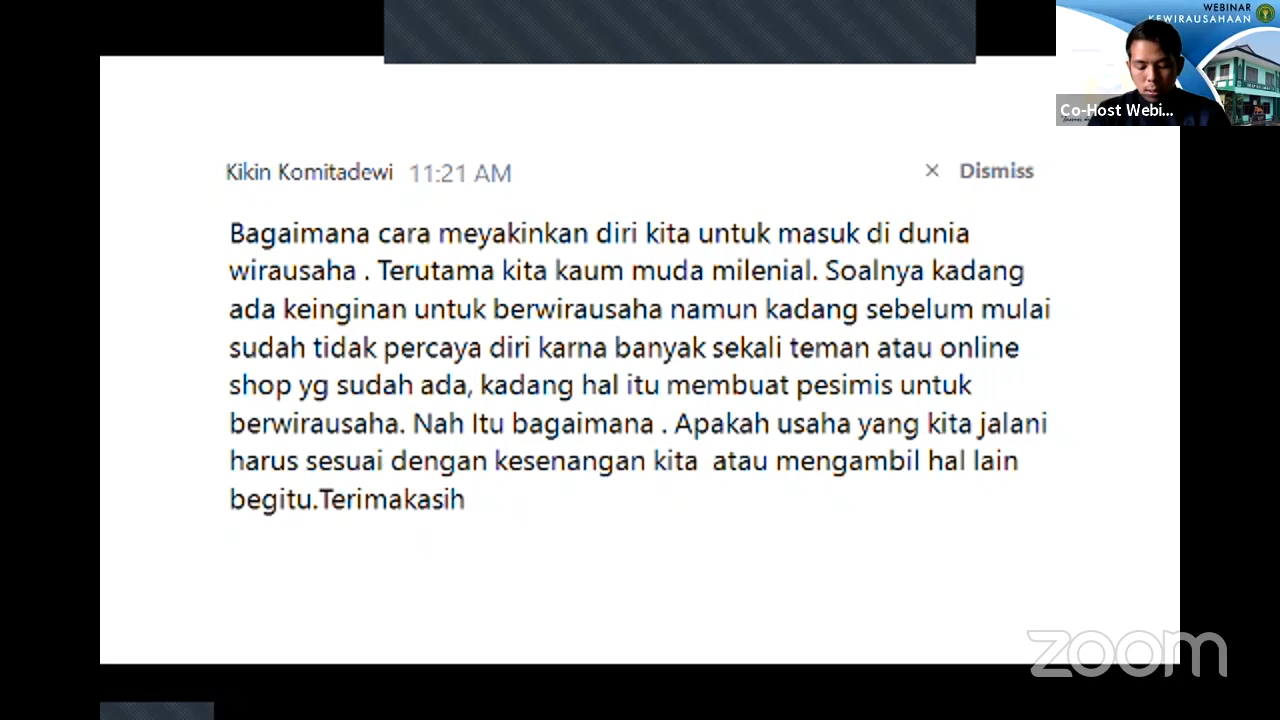 WEBINAR
KEWIRAUSAHAAN
Co-Host Webi...
Kikin Komitadewi 11:21 AM × Dismiss
Bagaimana cara meyakinkan diri kita untuk masuk di dunia
wirausaha . Terutama kita kaum muda milenial. Soalnya kadang
ada keinginan untuk berwirausaha namun kadang sebelum mulai
sudah tidak percaya diri karna banyak sekali teman atau online
shop yg sudah ada, kadang hal itu membuat pesimis untuk
berwirausaha. Nah Itu bagaimana . Apakah usaha yang kita jalani
harus sesuai dengan kesenangan kita atau mengambil hal lain
begitu.Terimakasih
zoom